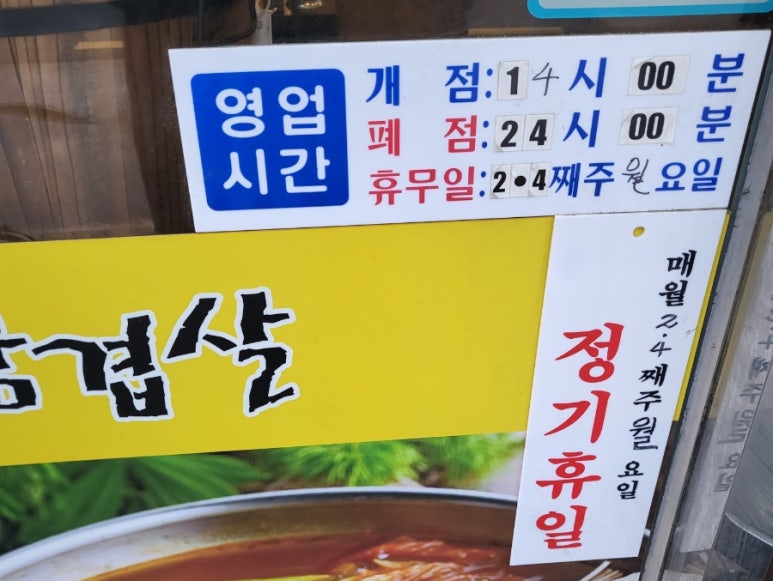 영업
시간
개 점: 14시 00분
폐 점: 24시 00분
휴무일: 2•4째주 월요일
매월 2·4째주 월요일
정기휴일